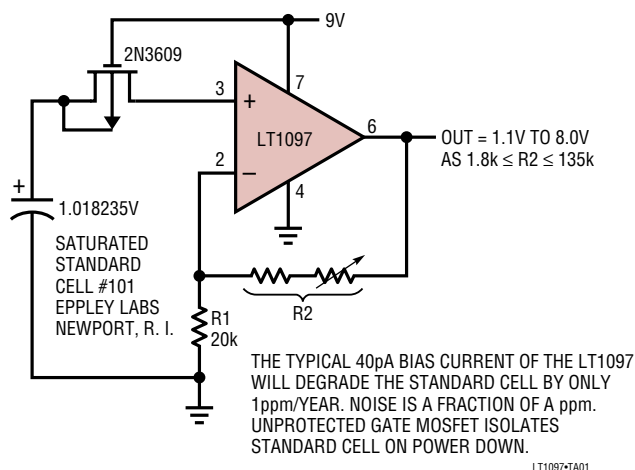 9V
2N3609
3
+
7
LT1097
6
2
−
4
OUT = 1.1V TO 8.0V
AS 1.8k ≤ R2 ≤ 135k
+
1.018235V
SATURATED
STANDARD
CELL #101
EPPLEY LABS
NEWPORT, R. I.
R2
R1
20k
THE TYPICAL 40pA BIAS CURRENT OF THE LT1097
WILL DEGRADE THE STANDARD CELL BY ONLY
1ppm/YEAR. NOISE IS A FRACTION OF A ppm.
UNPROTECTED GATE MOSFET ISOLATES
STANDARD CELL ON POWER DOWN.
LT1097•TA01